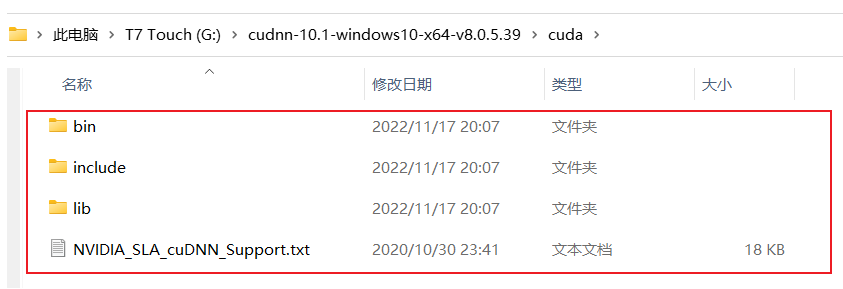 此电脑 > T7 Touch (G:) > cudnn-10.1-windows10-x64-v8.0.5.39 > cuda >
名称 修改日期 类型 大小
bin 2022/11/17 20:07 文件夹
include 2022/11/17 20:07 文件夹
lib 2022/11/17 20:07 文件夹
NVIDIA_SLA_cuDNN_Support.txt 2020/10/30 23:41 文本文档 18 KB